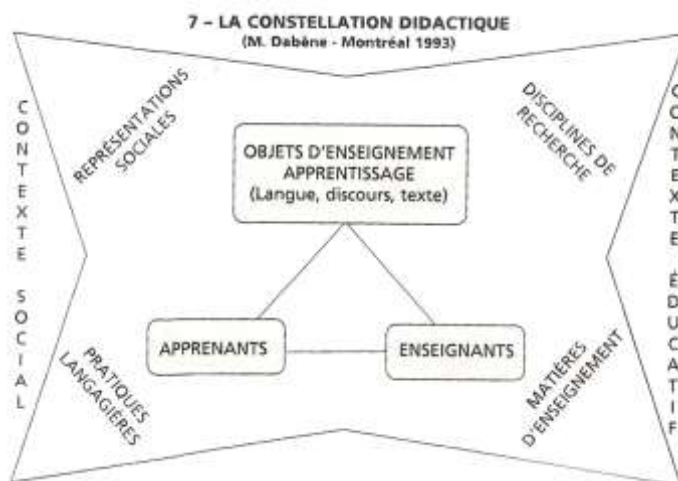 7 – LA CONSTELLATION DIDACTIQUE
(M. Dabène - Montréal 1993)
CONTEXTE SOCIAL
REPRÉSENTATIONS
SOCIALES
DISCIPLINES DE
RECHERCHE
CONTEXTE ÉDUCATIF
OBJETS D'ENSEIGNEMENT
APPRENTISSAGE
(Langue, discours, texte)
APPRENANTS
ENSEIGNANTS
PRATIQUES
LANGAGIÈRES
MATIÈRES
D'ENSEIGNEMENT